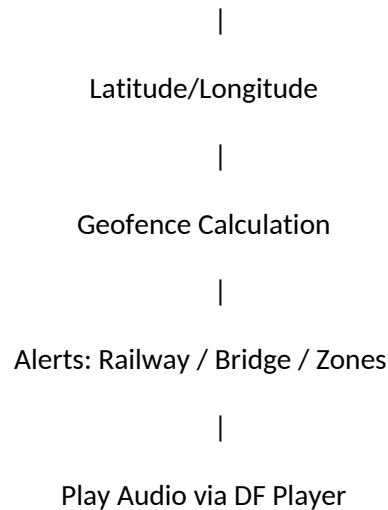 |
Latitude/Longitude
|
Geofence Calculation
|
Alerts: Railway / Bridge / Zones
|
Play Audio via DF Player